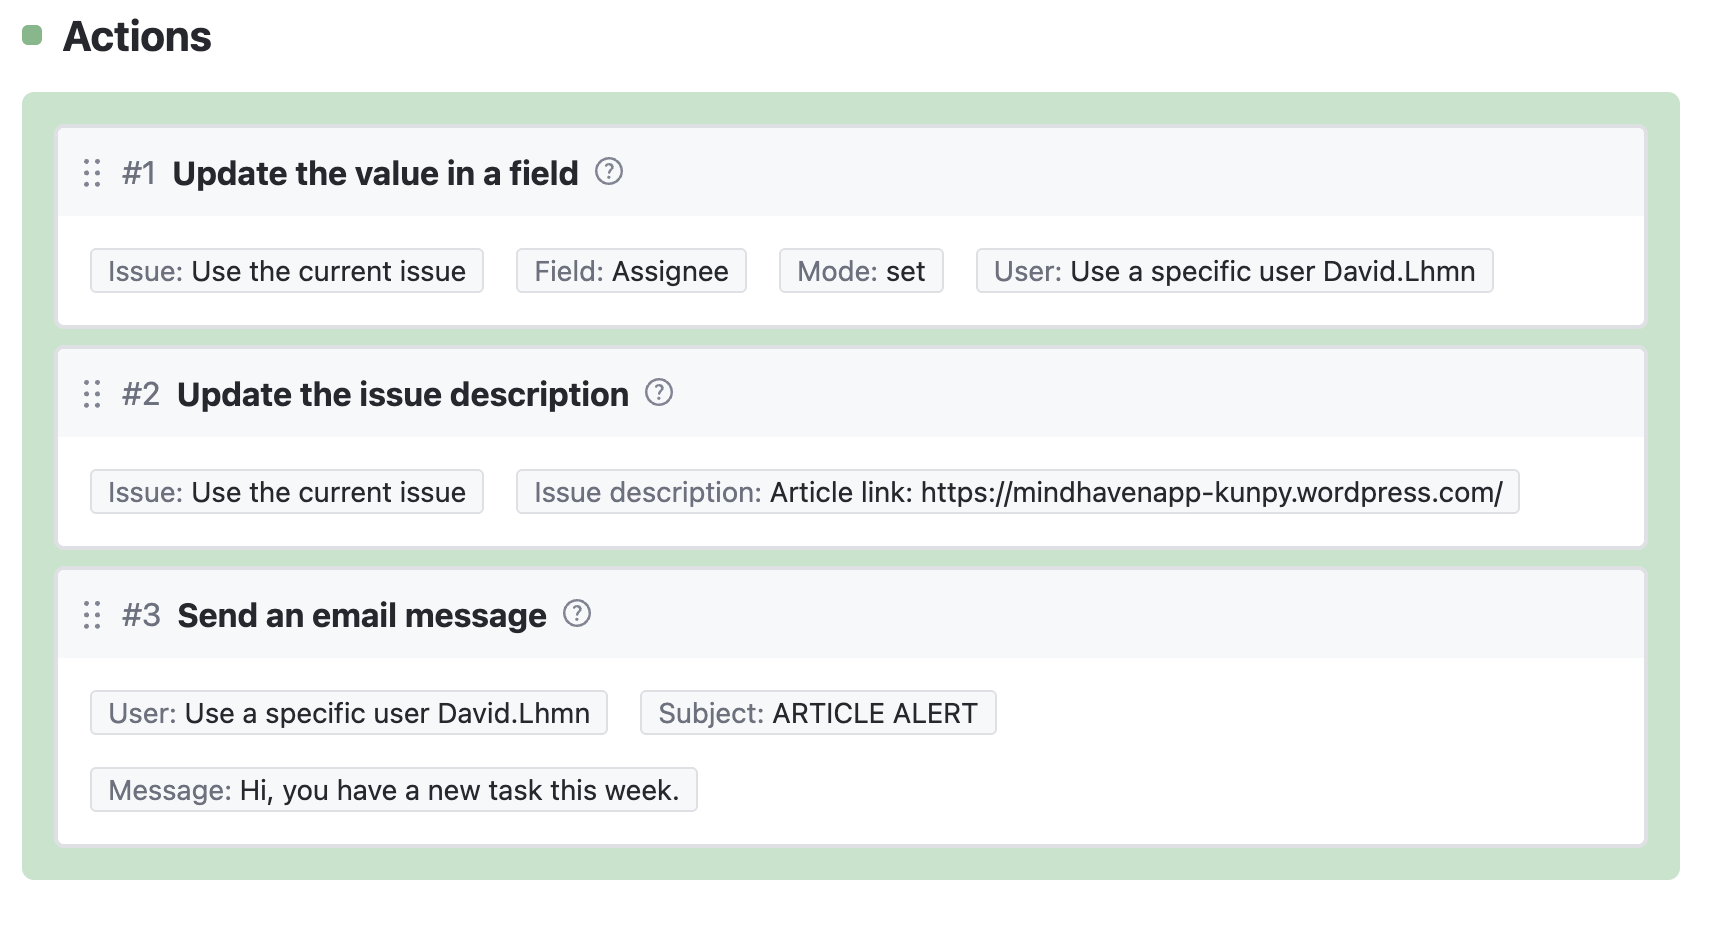 Actions
#1 Update the value in a field ?
Issue: Use the current issue Field: Assignee Mode: set User: Use a specific user David.Lhmn
#2 Update the issue description ?
Issue: Use the current issue Issue description: Article link: https://mindhavenapp-kunpy.wordpress.com/
#3 Send an email message ?
User: Use a specific user David.Lhmn Subject: ARTICLE ALERT
Message: Hi, you have a new task this week.